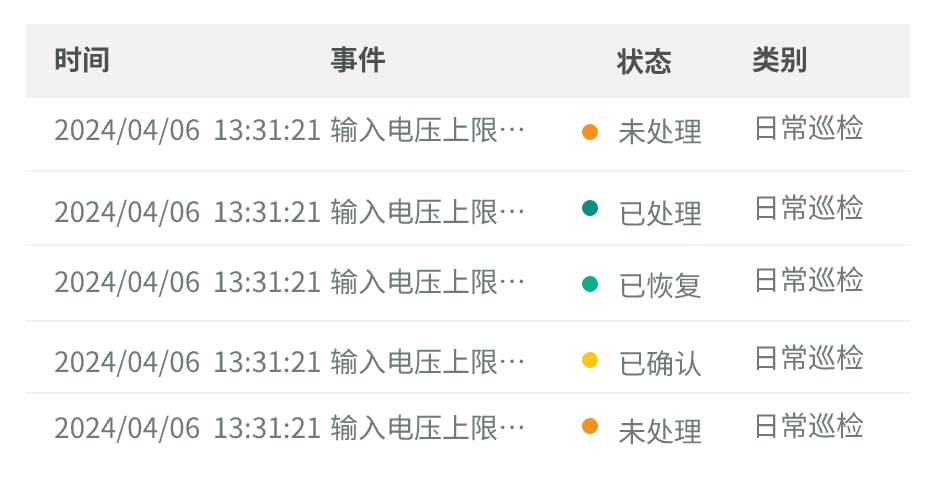 时间 事件 状态 类别
2024/04/06 13:31:21 输入电压上限… 未处理 日常巡检
2024/04/06 13:31:21 输入电压上限… 已处理 日常巡检
2024/04/06 13:31:21 输入电压上限… 已恢复 日常巡检
2024/04/06 13:31:21 输入电压上限… 已确认 日常巡检
2024/04/06 13:31:21 输入电压上限… 未处理 日常巡检